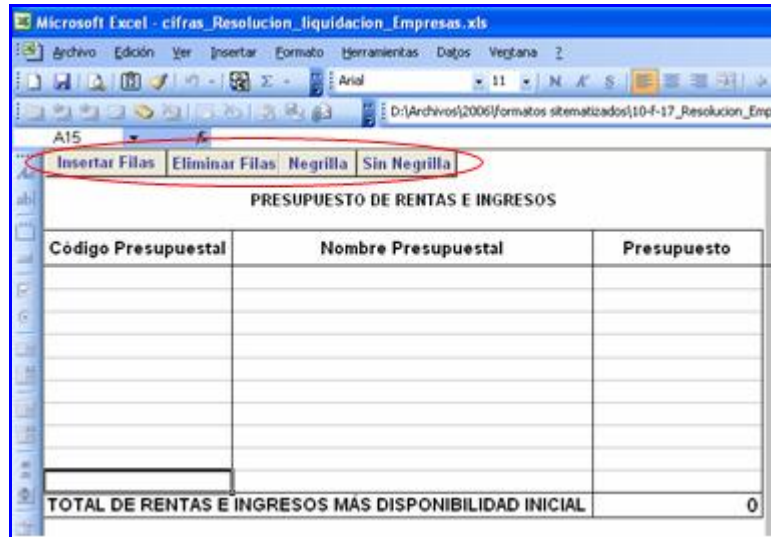 Microsoft Excel - cifras_Resolucion_liquidacion_Empresas.xls
Archivo Edición Ver Insertar Formato Herramientas Datos Ventana ?
Arial 11 N K S
D:\Archivos\2006\formatos sitematizados\10-f-17_Resolucion_Emp
A15 fx
Insertar Filas Eliminar Filas Negrilla Sin Negrilla
PRESUPUESTO DE RENTAS E INGRESOS
Código Presupuestal Nombre Presupuestal Presupuesto
TOTAL DE RENTAS E INGRESOS MÁS DISPONIBILIDAD INICIAL 0